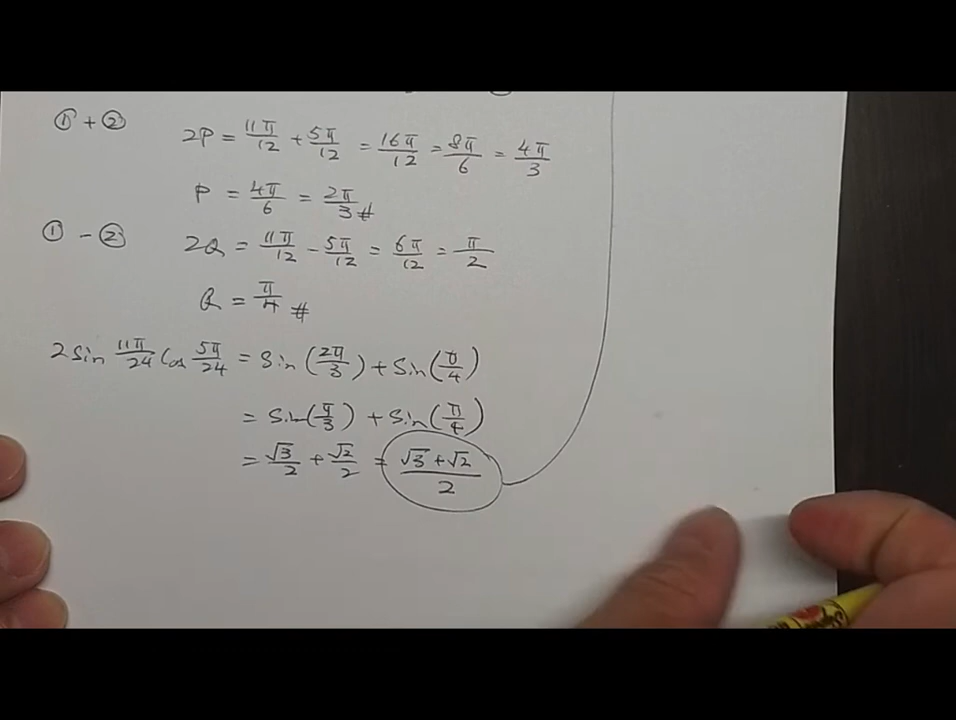 ① + ② 2P = 11π/12 + 5π/12 = 16π/12 = 8π/6 = 4π/3
P = 4π/6 = 2π/3 #
① - ② 2Q = 11π/12 - 5π/12 = 6π/12 = π/2
Q = π/4 #
2 Sin 11π/24 Cos 5π/24 = Sin (2π/3) + Sin (π/4)
= Sin (π/3) + Sin (π/4)
= √3/2 + √2/2 = (√3 + √2)/2